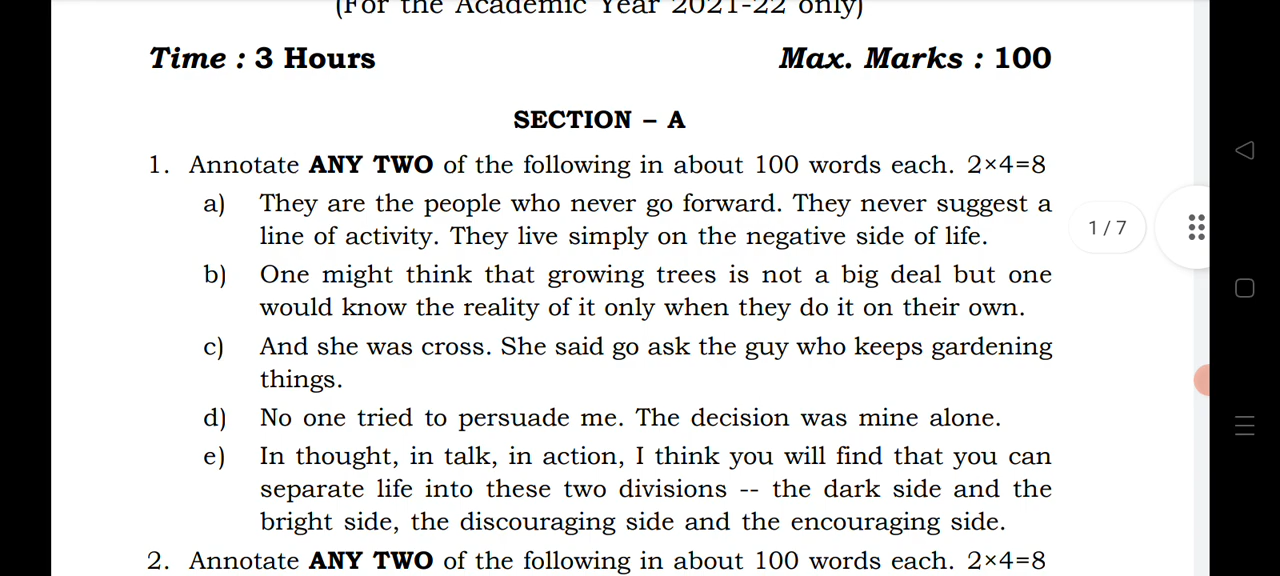 (For the Academic Year 2021-22 only)
Time : 3 Hours Max. Marks : 100
SECTION – A
1. Annotate ANY TWO of the following in about 100 words each. 2×4=8
a) They are the people who never go forward. They never suggest a
line of activity. They live simply on the negative side of life.
b) One might think that growing trees is not a big deal but one
would know the reality of it only when they do it on their own.
1 / 7
c) And she was cross. She said go ask the guy who keeps gardening
things.
d) No one tried to persuade me. The decision was mine alone.
e) In thought, in talk, in action, I think you will find that you can
separate life into these two divisions -- the dark side and the
bright side, the discouraging side and the encouraging side.
2. Annotate ANY TWO of the following in about 100 words each. 2×4=8